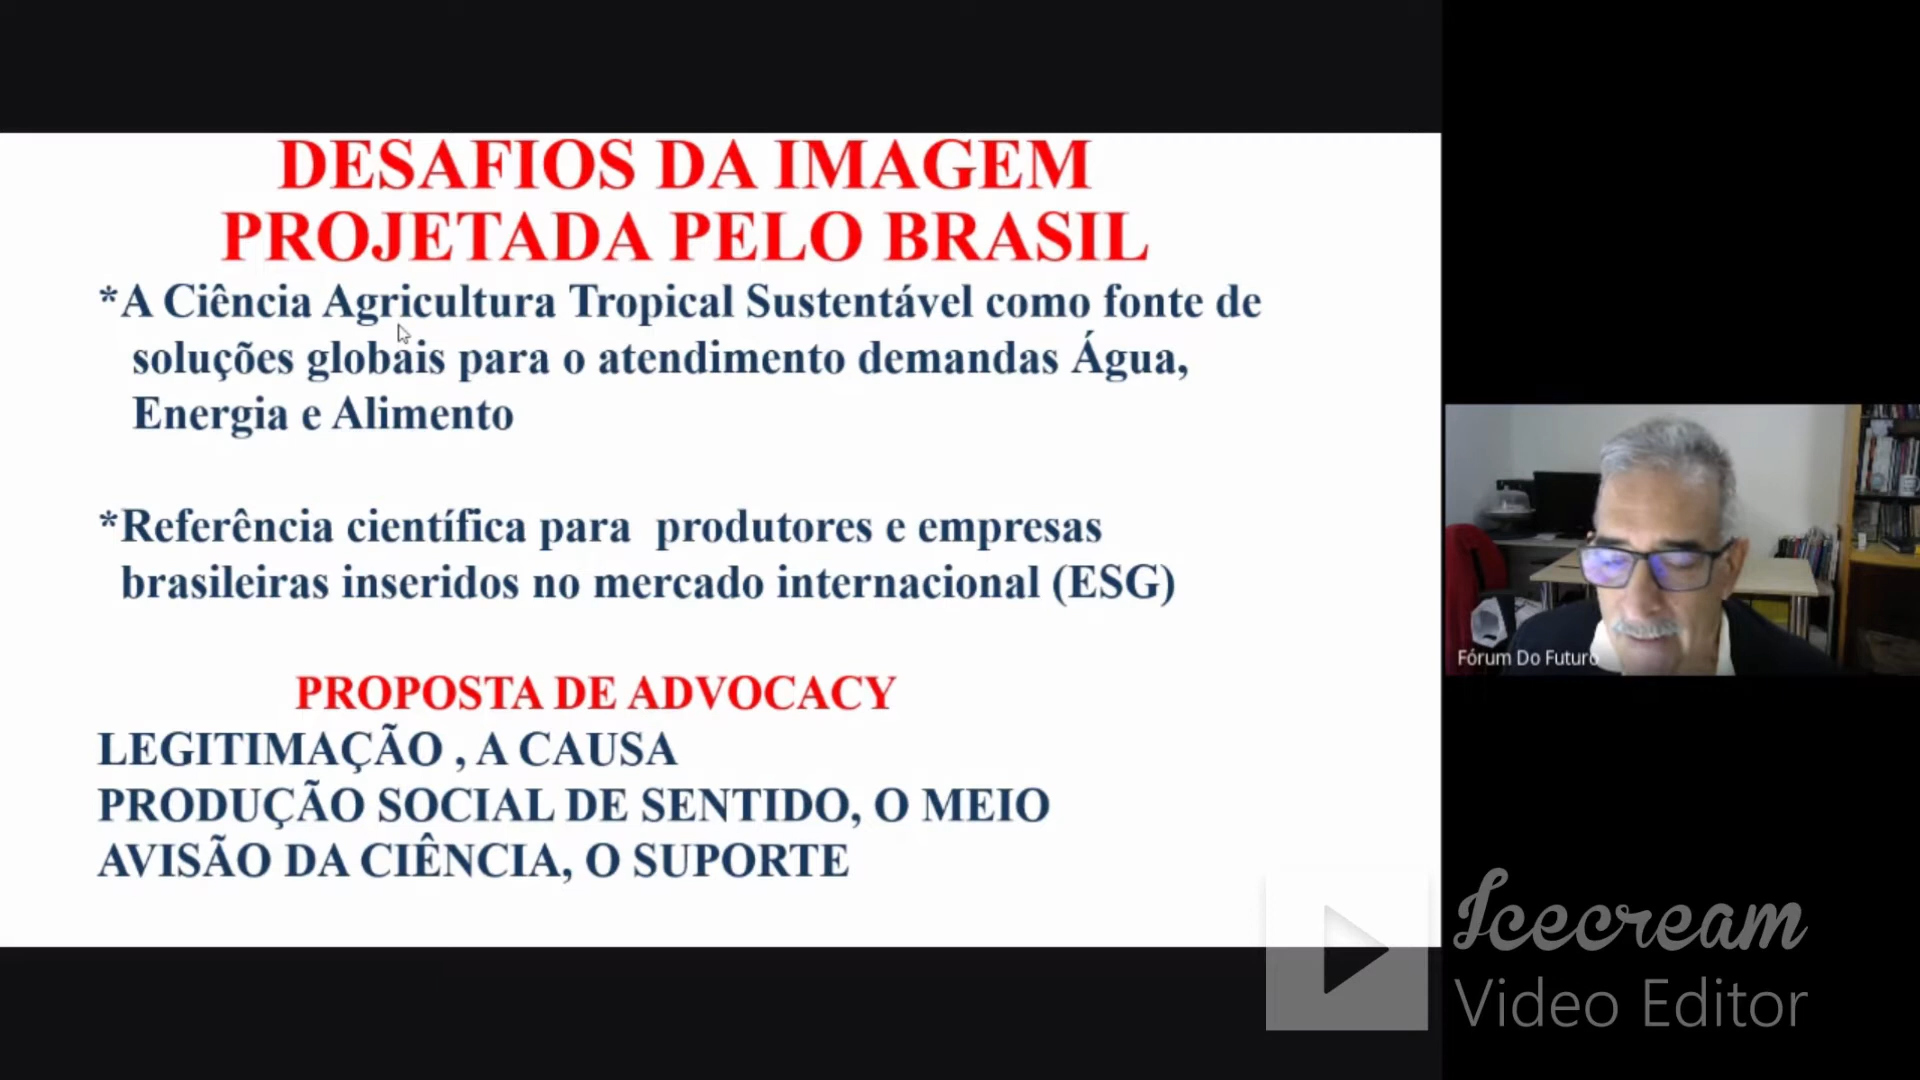 DESAFIOS DA IMAGEM
PROJETADA PELO BRASIL
*A Ciência Agricultura Tropical Sustentável como fonte de
soluções globais para o atendimento demandas Água,
Energia e Alimento
*Referência científica para produtores e empresas
brasileiras inseridos no mercado internacional (ESG)
PROPOSTA DE ADVOCACY
LEGITIMAÇÃO , A CAUSA
PRODUÇÃO SOCIAL DE SENTIDO, O MEIO
AVISÃO DA CIÊNCIA, O SUPORTE
Fórum Do Futuro
Icecream
Video Editor